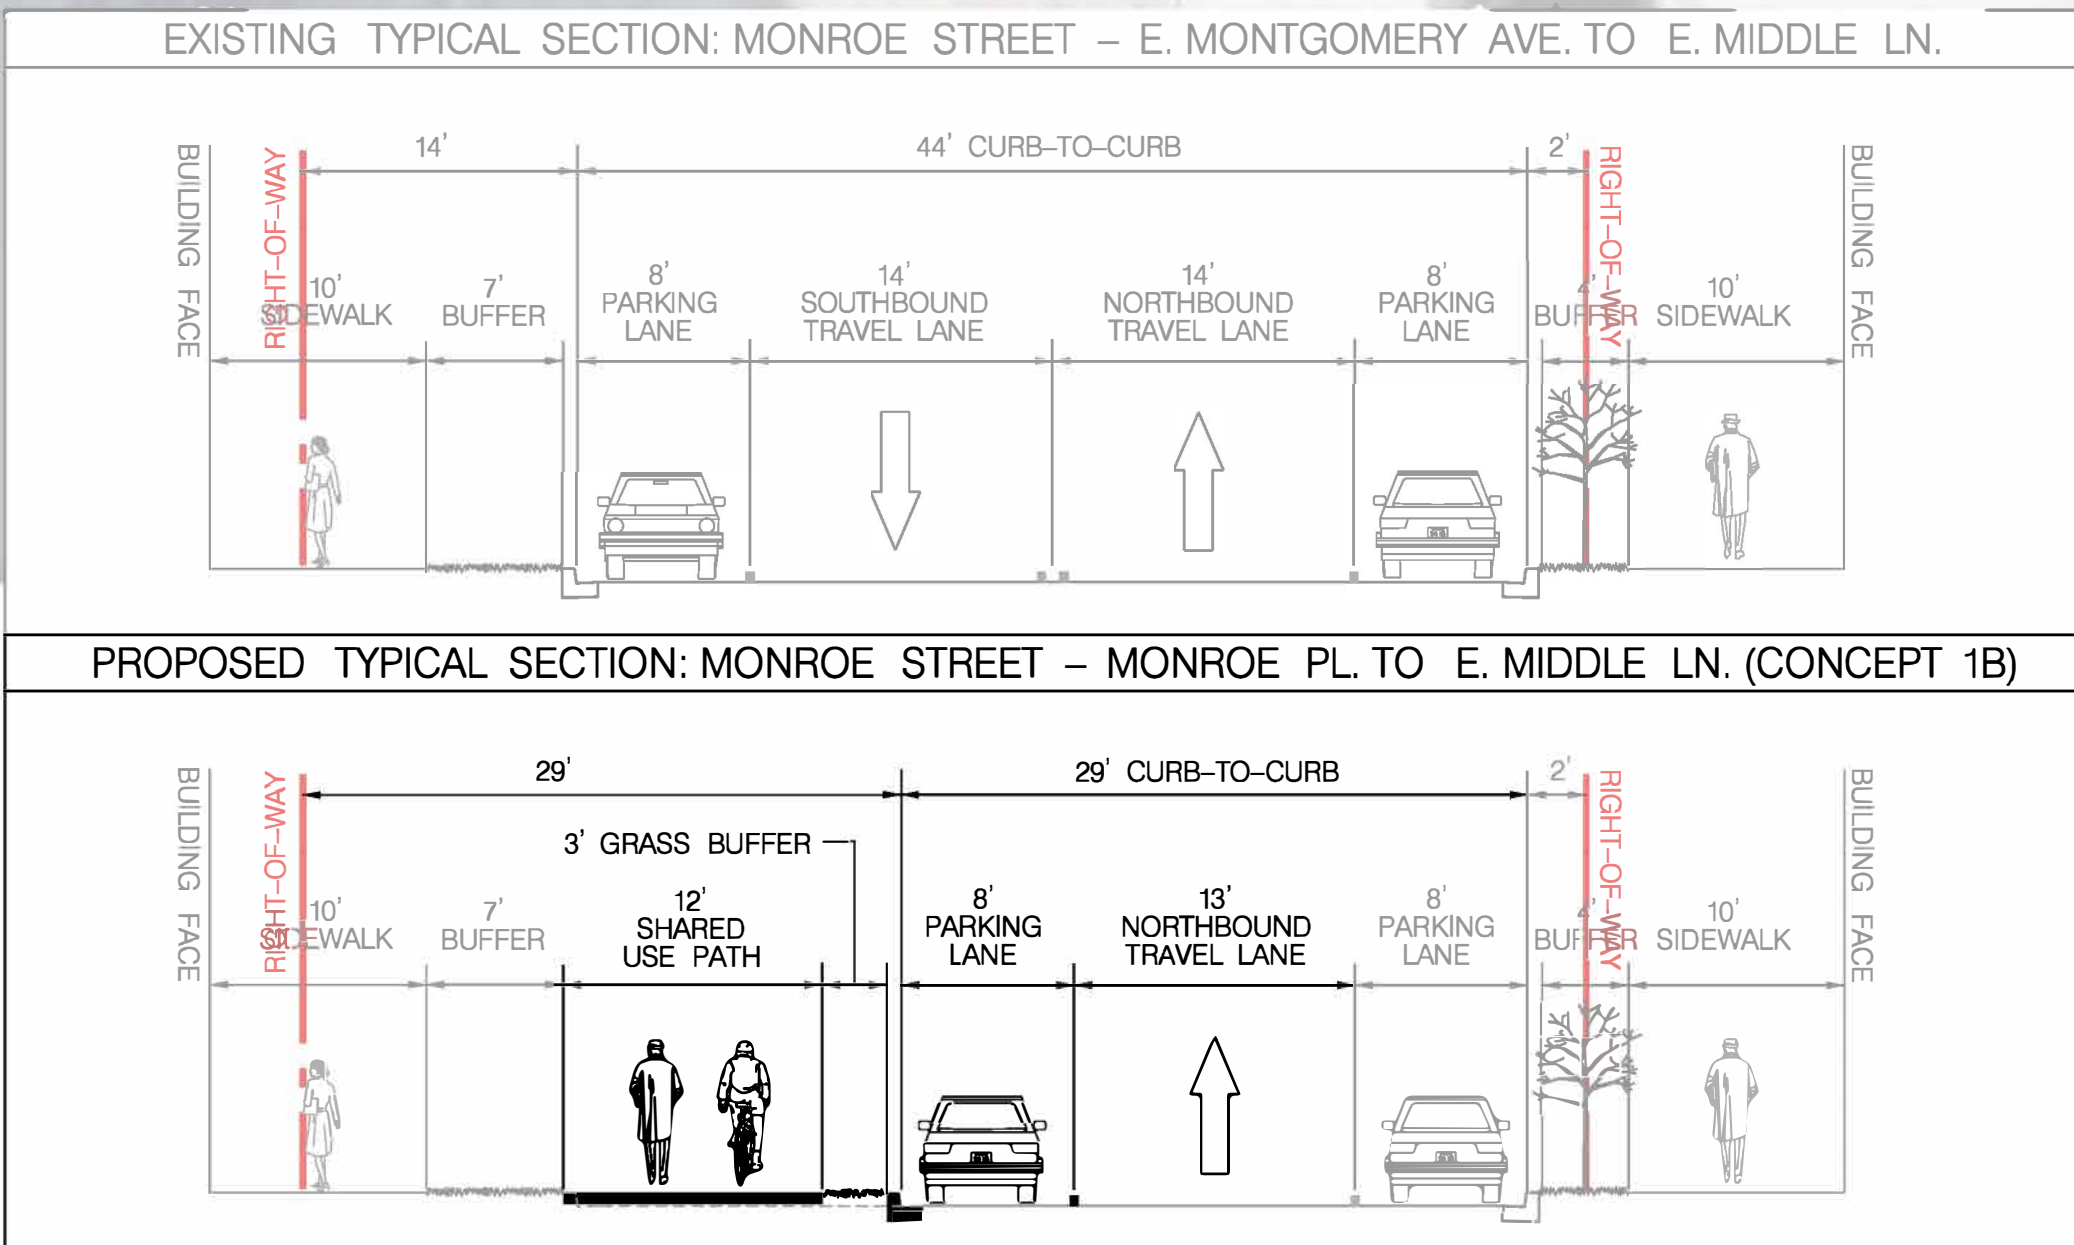 EXISTING TYPICAL SECTION: MONROE STREET – E. MONTGOMERY AVE. TO E. MIDDLE LN.
BUILDING FACE
RIGHT–OF–WAY
14'
44' CURB–TO–CURB
2'
RIGHT–OF–WAY
BUILDING FACE
10'
SIDEWALK
7'
BUFFER
8'
PARKING
LANE
14'
SOUTHBOUND
TRAVEL LANE
14'
NORTHBOUND
TRAVEL LANE
8'
PARKING
LANE
4'
BUFFER
10'
SIDEWALK
PROPOSED TYPICAL SECTION: MONROE STREET – MONROE PL. TO E. MIDDLE LN. (CONCEPT 1B)
BUILDING FACE
RIGHT–OF–WAY
29'
29' CURB–TO–CURB
2'
RIGHT–OF–WAY
BUILDING FACE
3' GRASS BUFFER
10'
SIDEWALK
7'
BUFFER
12'
SHARED
USE PATH
8'
PARKING
LANE
13'
NORTHBOUND
TRAVEL LANE
8'
PARKING
LANE
4'
BUFFER
10'
SIDEWALK